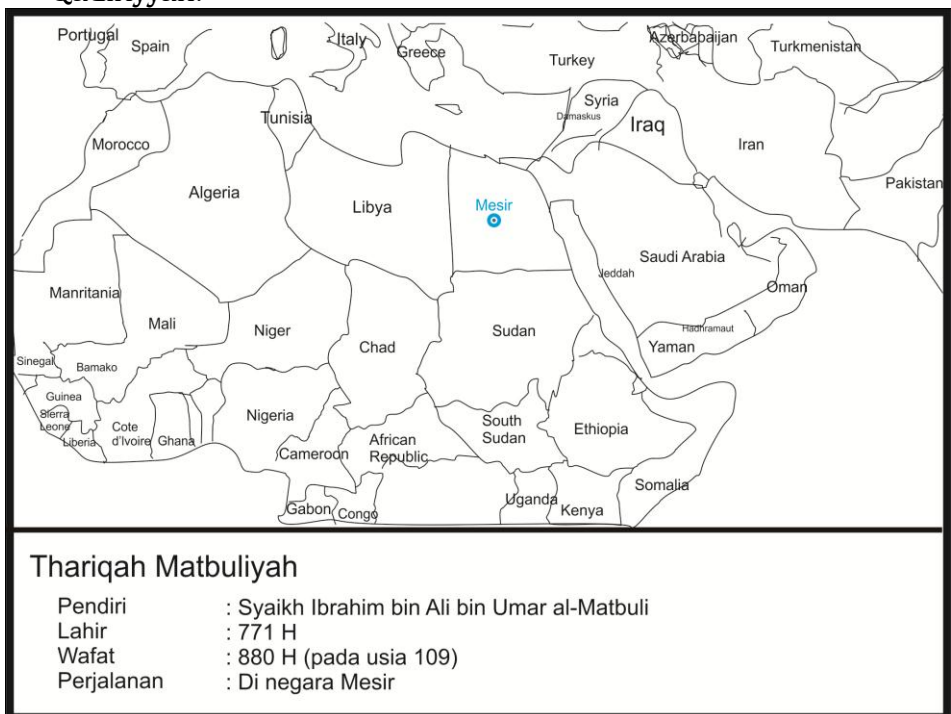 Portugal
Spain
Italy
Greece
Turkey
Azerbabaijan
Turkmenistan
Syria
Damaskus
Iraq
Iran
Pakistan
Tunisia
Morocco
Algeria
Libya
Mesir
Saudi Arabia
Jeddah
Oman
Hadhramaut
Yaman
Manritania
Mali
Niger
Chad
Sudan
Sinegal
Bamako
Guinea
Sierra
Leone
Liberia
Cote
d'Ivoire
Ghana
Nigeria
Cameroon
African
Republic
South
Sudan
Ethiopia
Somalia
Gabon
Congo
Uganda
Kenya
Thariqah Matbuliyah
Pendiri : Syaikh Ibrahim bin Ali bin Umar al-Matbuli
Lahir : 771 H
Wafat : 880 H (pada usia 109)
Perjalanan : Di negara Mesir